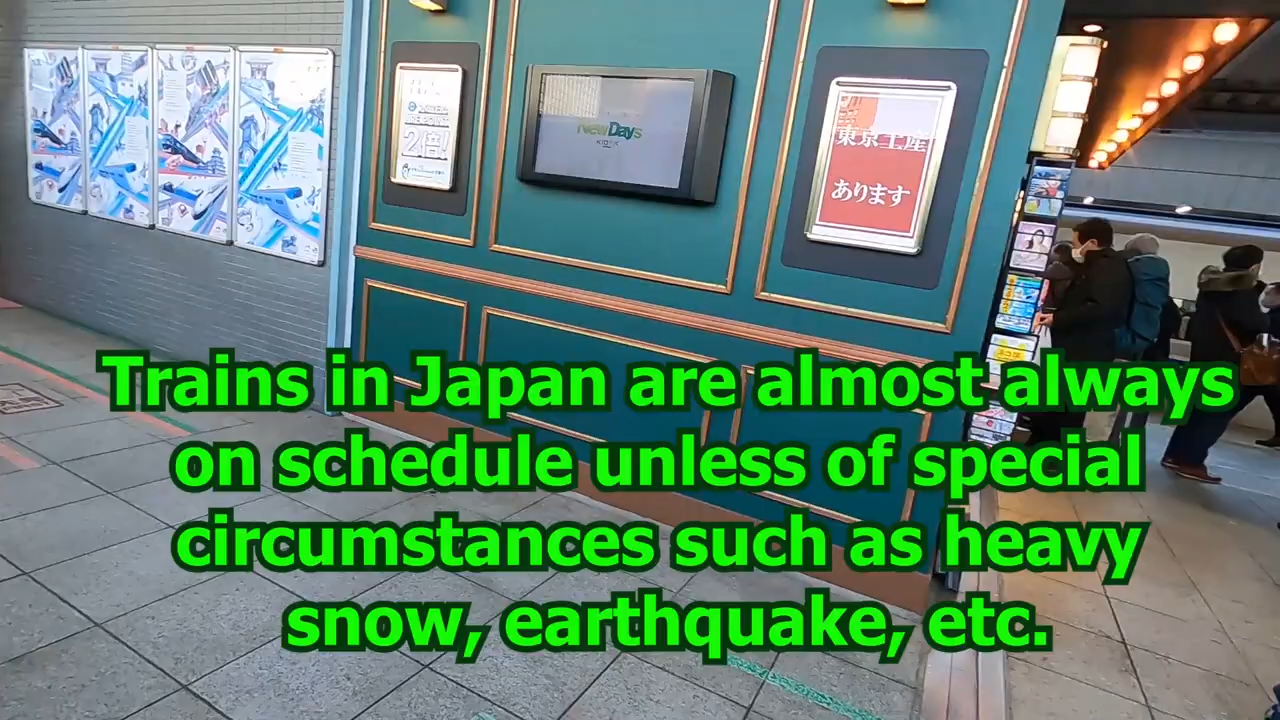 2倍!
NewDays
KIOSK
東京土産
あります
Trains in Japan are almost always
on schedule unless of special
circumstances such as heavy
snow, earthquake, etc.